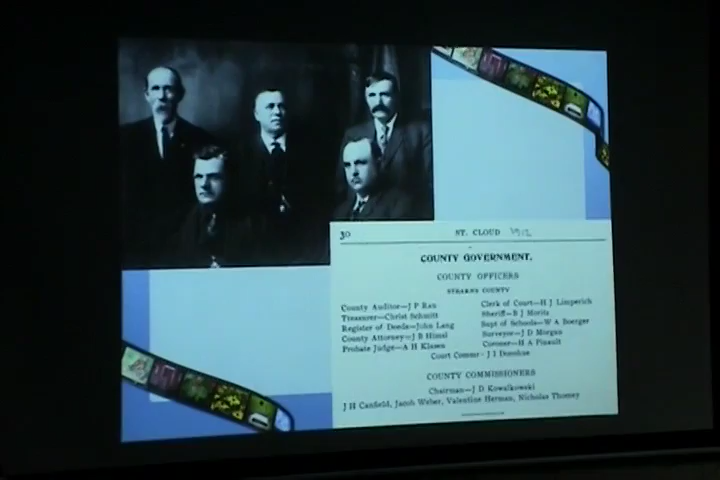 30 ST. CLOUD 1912
COUNTY GOVERNMENT.
COUNTY OFFICERS
STEARNS COUNTY
County Auditor—J P Rau
Treasurer—Christ Schmitt
Register of Deeds—John Lang
County Attorney—J B Himsl
Probate Judge—A H Klasen
Clerk of Court—H J Limperich
Sheriff—B J Moritz
Supt of Schools—W A Boerger
Surveyor—J D Morgan
Coroner—H A Pinault
Court Commr—J I Donohue
COUNTY COMMISSIONERS
Chairman—J D Kowalkowski
J H Canfield, Jacob Weber, Valentine Herman, Nicholas Thomey